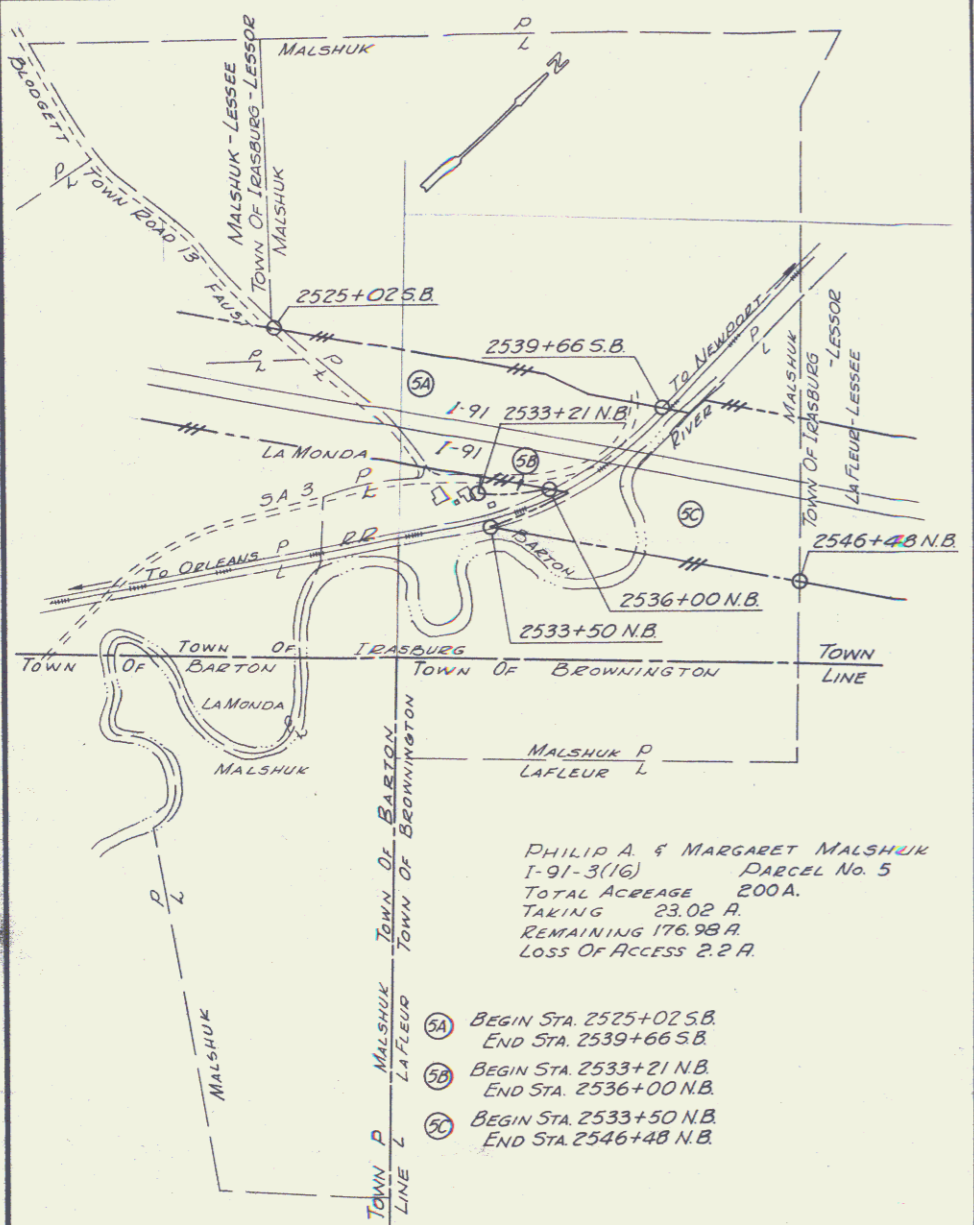 P
L
MALSHUK
N
BLODGETT
MALSHUK - LESSEE
TOWN OF IRASBURG - LESSOR
MALSHUK
P
L
TOWN ROAD 13
FAUST
2525+02 S.B.
2539+66 S.B.
TO NEWPORT
P
L
MALSHUK
TOWN OF IRASBURG
-LESSOR
LAFLEUR-LESSEE
P
L
P
L
5A
I-91
2533+21 N.B.
I-91
5B
RIVER
LAMONDA
SA 3
P
L
5C
RR
BARTON
2546+48 N.B.
TO ORLEANS
P
L
2536+00 N.B.
2533+50 N.B.
TOWN OF IRASBURG
TOWN OF BARTON
TOWN OF BROWNINGTON
TOWN
LINE
LAMONDA
P
L
MALSHUK
MALSHUK P
LAFLEUR L
TOWN OF BARTON
TOWN OF BROWNINGTON
PHILIP A. & MARGARET MALSHUK
I-91-3(16) PARCEL NO. 5
TOTAL ACREAGE 200A.
TAKING 23.02 A.
REMAINING 176.98 A.
LOSS OF ACCESS 2.2 A.
P
L
MALSHUK
MALSHUK
LAFLEUR
5A BEGIN STA. 2525+02 S.B.
END STA. 2539+66 S.B.
5B BEGIN STA. 2533+21 N.B.
END STA. 2536+00 N.B.
5C BEGIN STA. 2533+50 N.B.
END STA. 2546+48 N.B.
TOWN P
LINE L